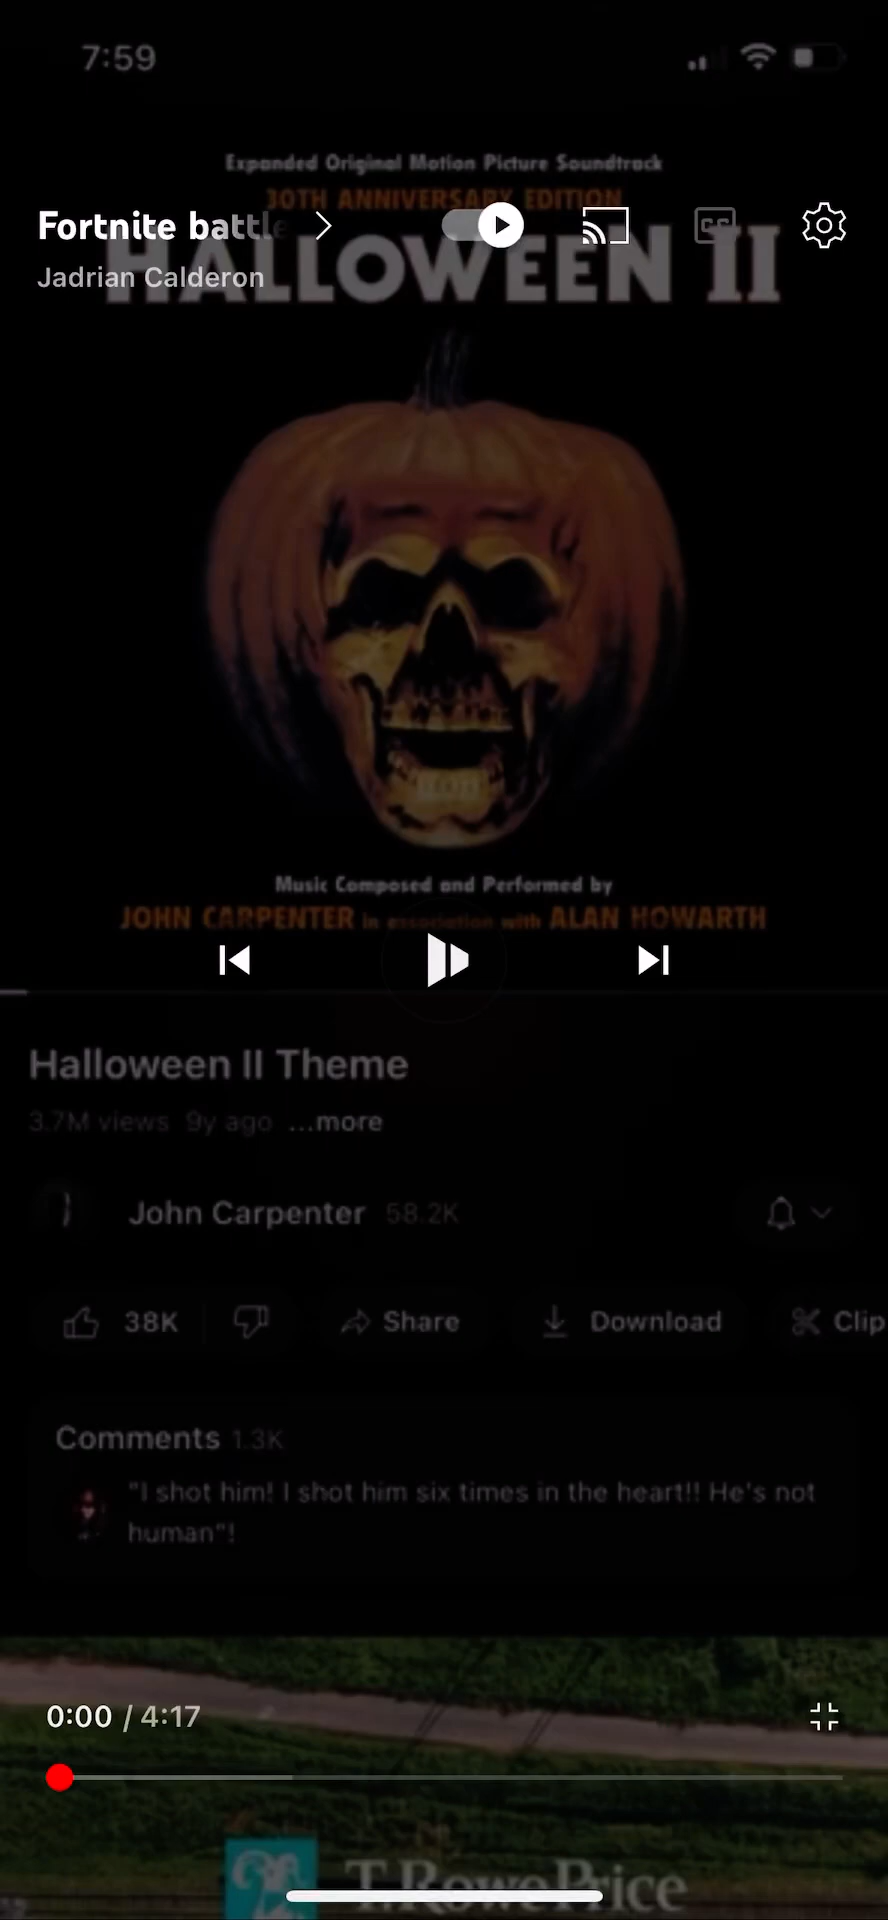 7:59
Expanded Original Motion Picture Soundtrack
30TH ANNIVERSARY EDITION
Fortnite battle
CC
HALLOWEEN II
Jadrian Calderon
Music Composed and Performed by
JOHN CARPENTER in association with ALAN HOWARTH
Halloween II Theme
3.7M views 9y ago ...more
John Carpenter 58.2K
38K Share Download Clip
Comments 1.3K
"I shot him! I shot him six times in the heart!! He's not
human"!
0:00 / 4:17
T.RowePrice